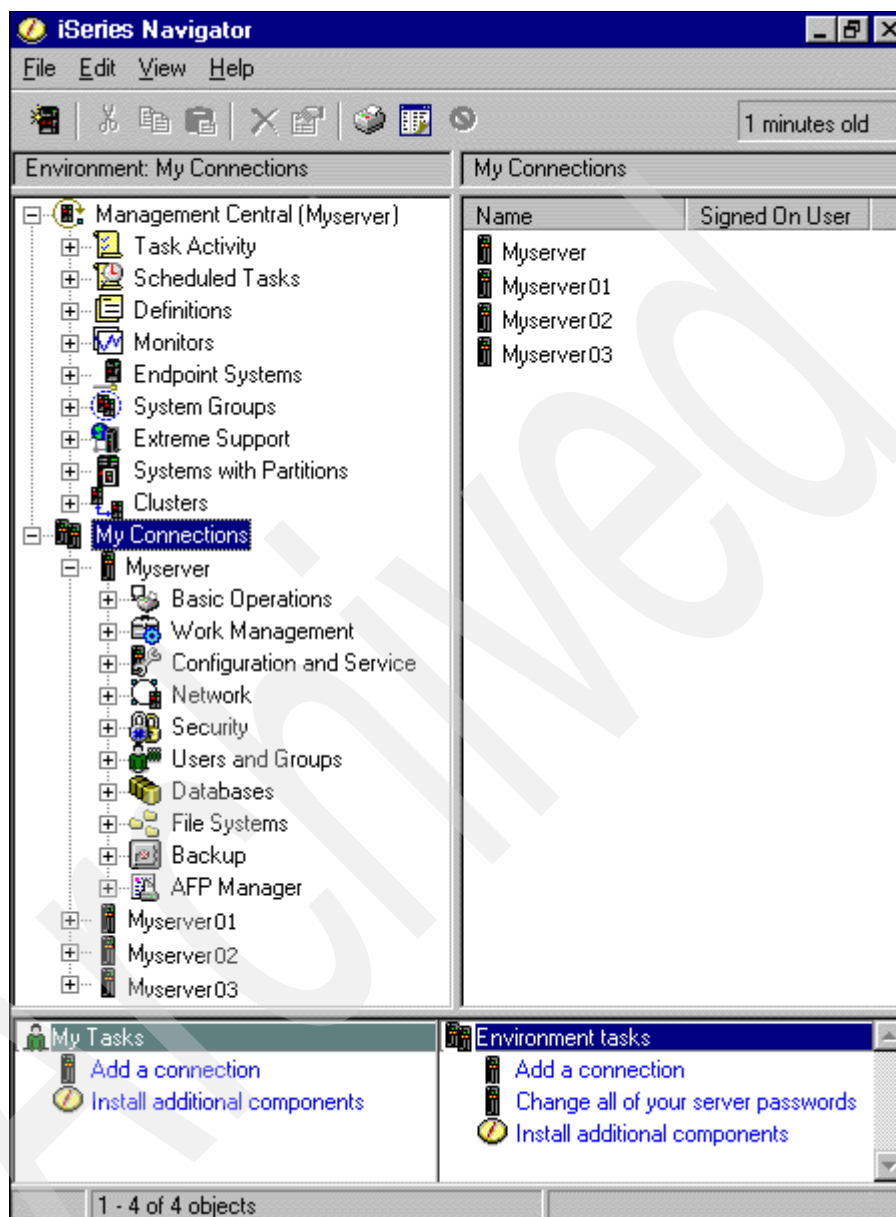 iSeries Navigator
File Edit View Help
1 minutes old
Environment: My Connections
My Connections
Management Central (Myserver)
Task Activity
Scheduled Tasks
Definitions
Monitors
Endpoint Systems
System Groups
Extreme Support
Systems with Partitions
Clusters
My Connections
Myserver
Basic Operations
Work Management
Configuration and Service
Network
Security
Users and Groups
Databases
File Systems
Backup
AFP Manager
Myserver01
Myserver02
Myserver03
Name Signed On User
Myserver
Myserver01
Myserver02
Myserver03
My Tasks
Add a connection
Install additional components
Environment tasks
Add a connection
Change all of your server passwords
Install additional components
1 - 4 of 4 objects
Archived